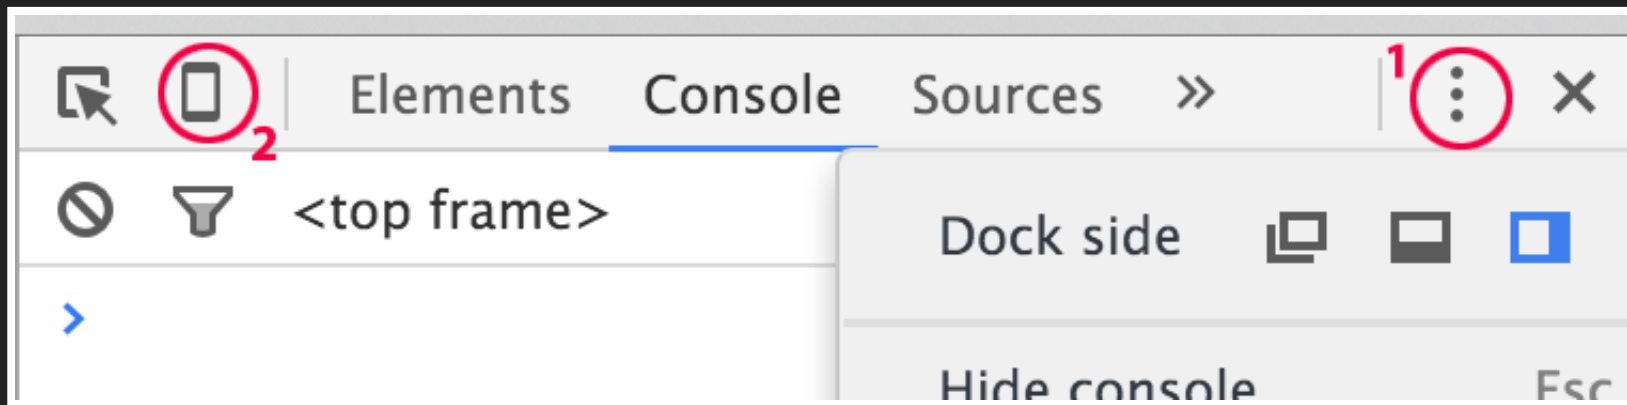 Elements Console Sources » 1
2
<top frame>
Dock side
>
Hide console Esc